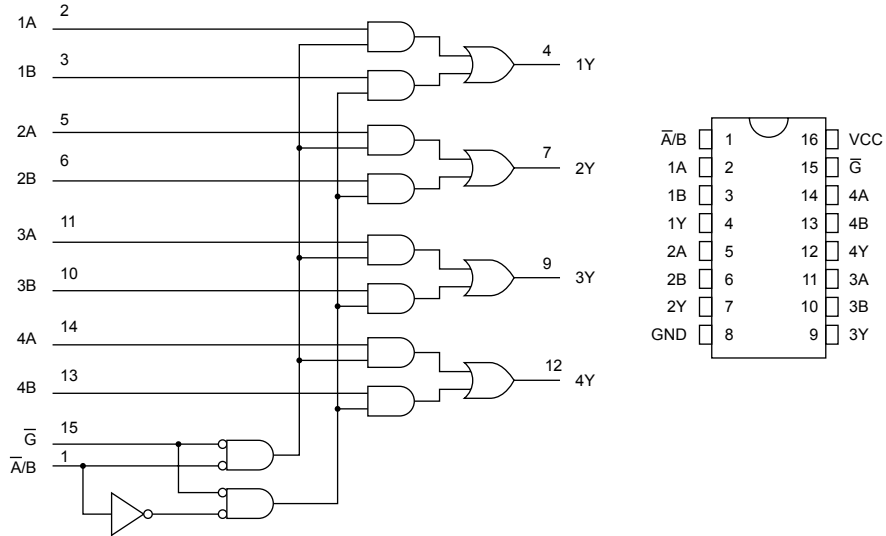 1A 2
1B 3
2A 5
2B 6
3A 11
3B 10
4A 14
4B 13
G̅ 15
A̅/B 1
4 1Y
7 2Y
9 3Y
12 4Y
A̅/B 1 16 VCC
1A 2 15 G̅
1B 3 14 4A
1Y 4 13 4B
2A 5 12 4Y
2B 6 11 3A
2Y 7 10 3B
GND 8 9 3Y